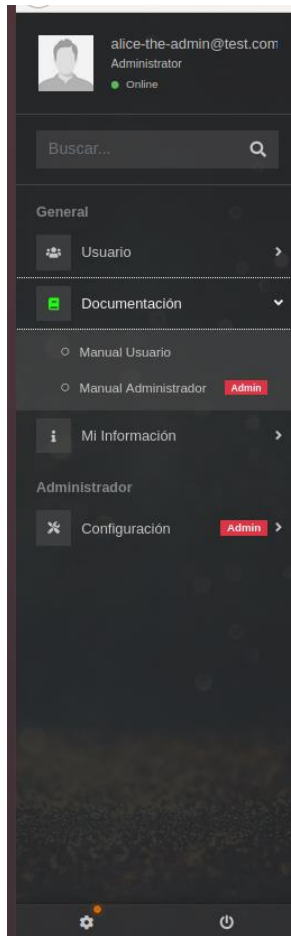 alice-the-admin@test.com
Administrator
Online
Buscar...
General
Usuario
Documentación
Manual Usuario
Manual Administrador Admin
Mi Información
Administrador
Configuración Admin